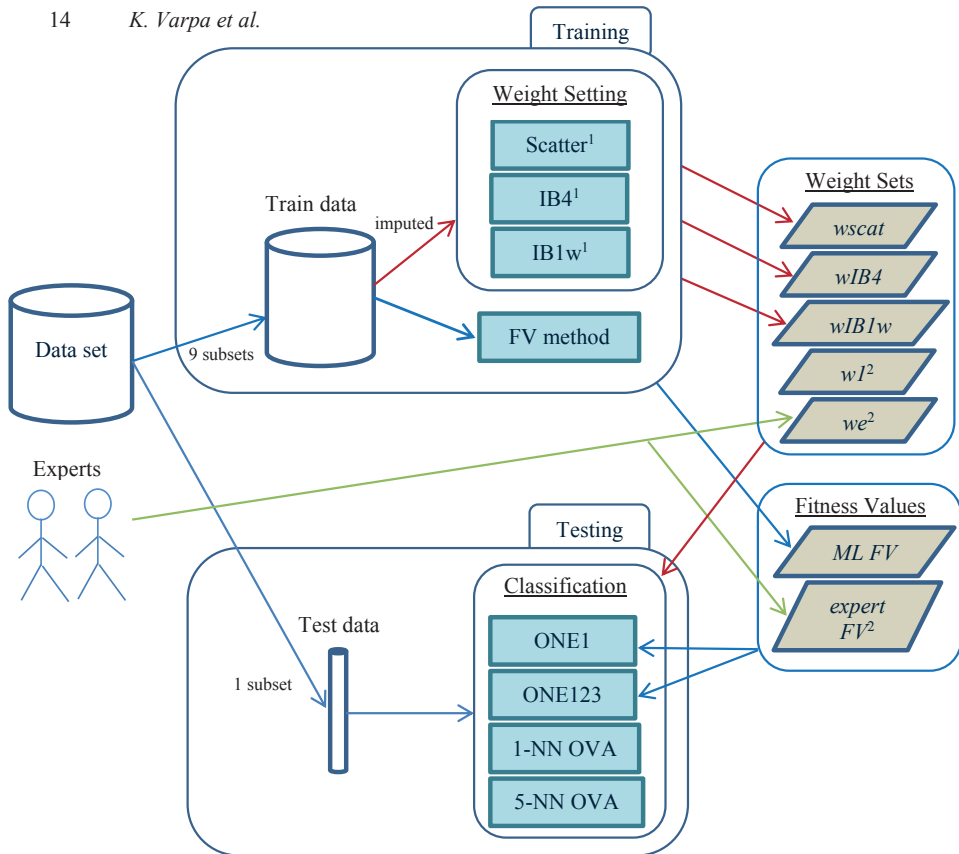 14 K. Varpa et al.
Training
Weight Setting
Scatter¹
IB4¹
IB1w¹
Train data
imputed
FV method
Data set
9 subsets
Experts
Weight Sets
wscat
wIB4
wIB1w
w1²
we²
Fitness Values
ML FV
expert
FV²
Testing
Classification
ONE1
ONE123
1-NN OVA
5-NN OVA
Test data
1 subset